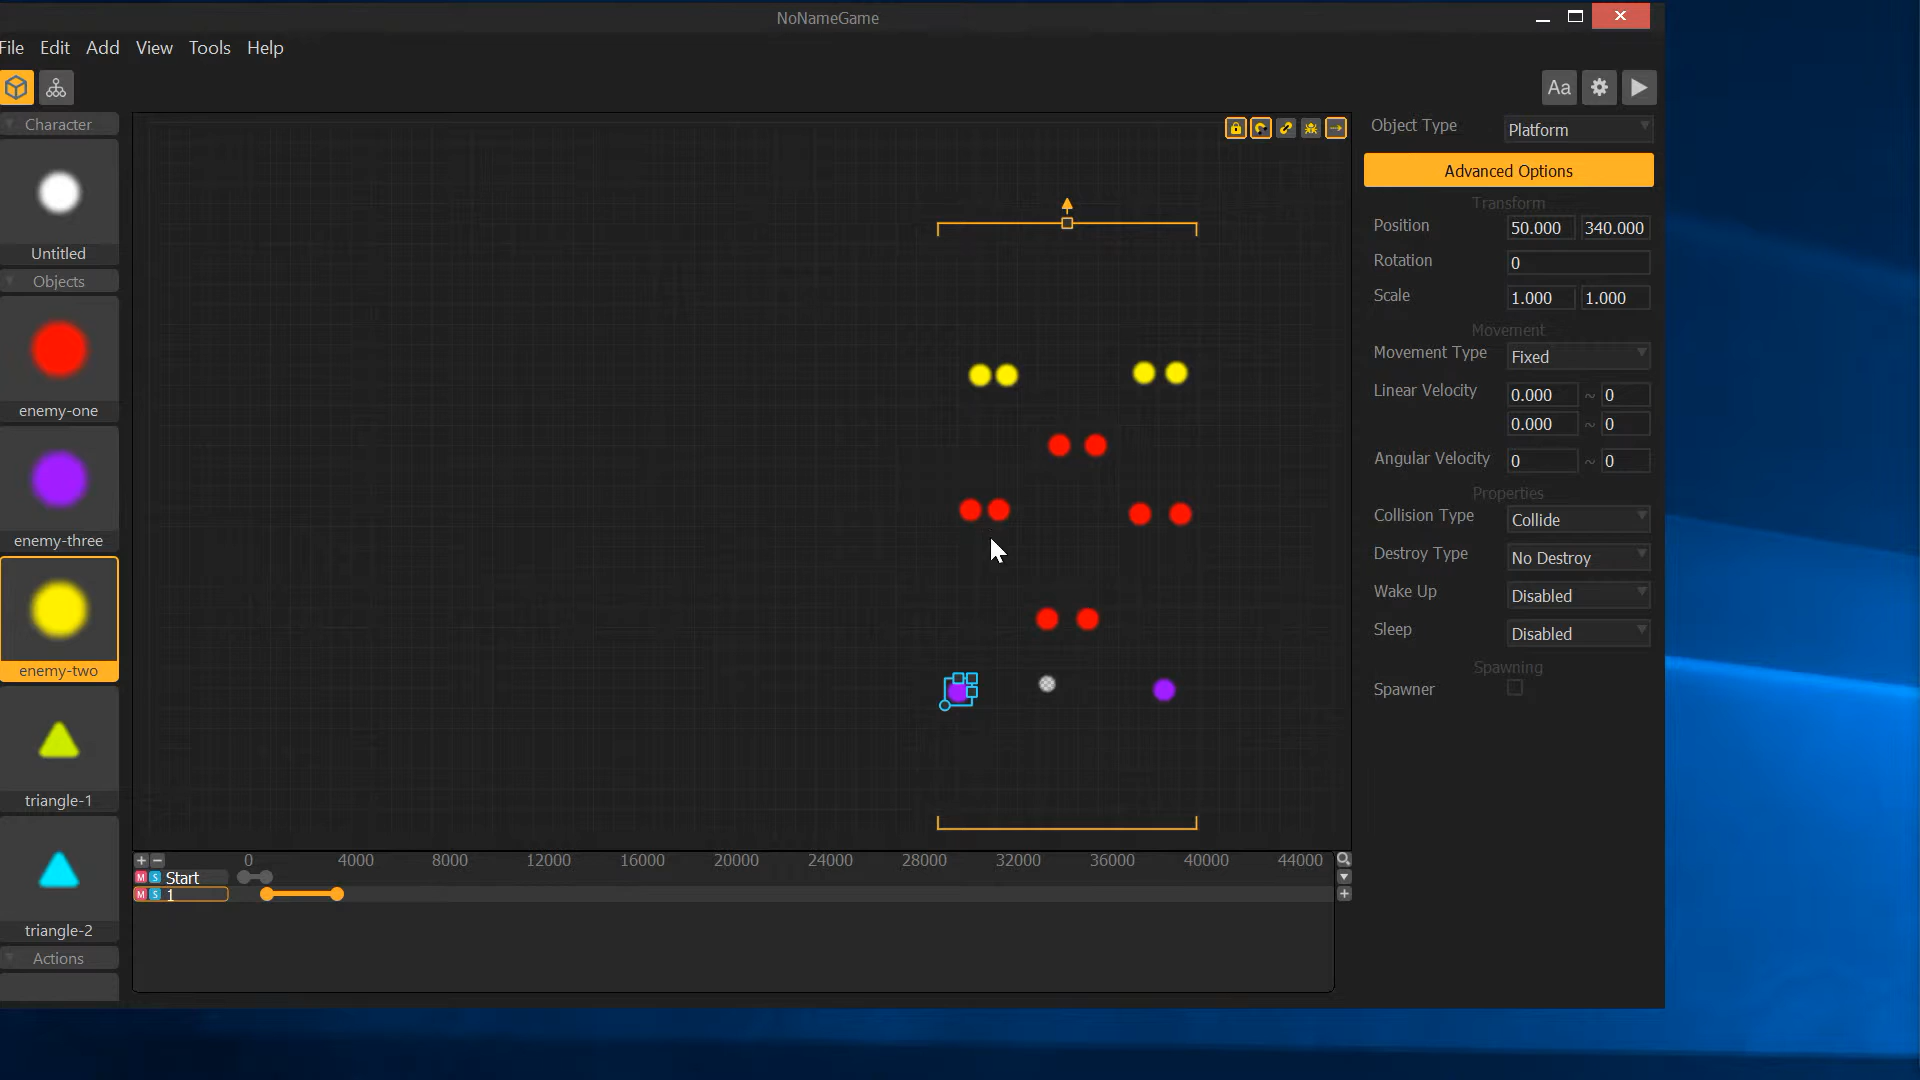 NoNameGame
File Edit Add View Tools Help
Aa
Character
Untitled
Objects
enemy-one
enemy-three
enemy-two
triangle-1
triangle-2
Actions
Object Type Platform
Advanced Options
Transform
Position 50.000 340.000
Rotation 0
Scale 1.000 1.000
Movement
Movement Type Fixed
Linear Velocity 0.000 ~ 0
0.000 ~ 0
Angular Velocity 0 ~ 0
Properties
Collision Type Collide
Destroy Type No Destroy
Wake Up Disabled
Sleep Disabled
Spawning
Spawner
0 4000 8000 12000 16000 20000 24000 28000 32000 36000 40000 44000
M S Start
M S 1